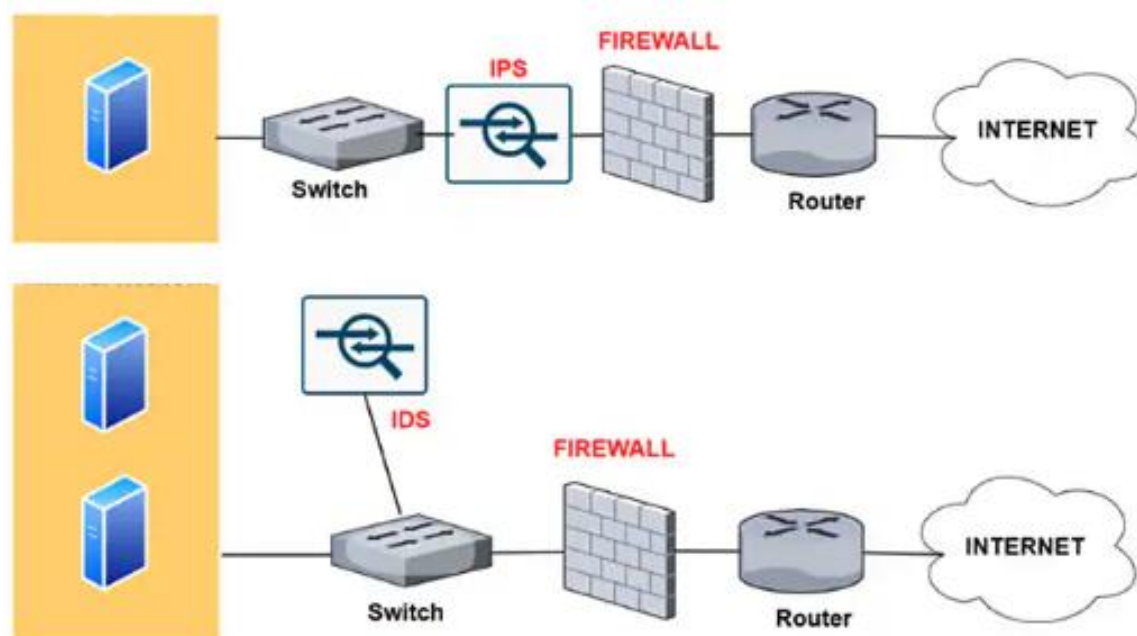 FIREWALL
IPS
INTERNET
Switch
Router
IDS
FIREWALL
INTERNET
Switch
Router